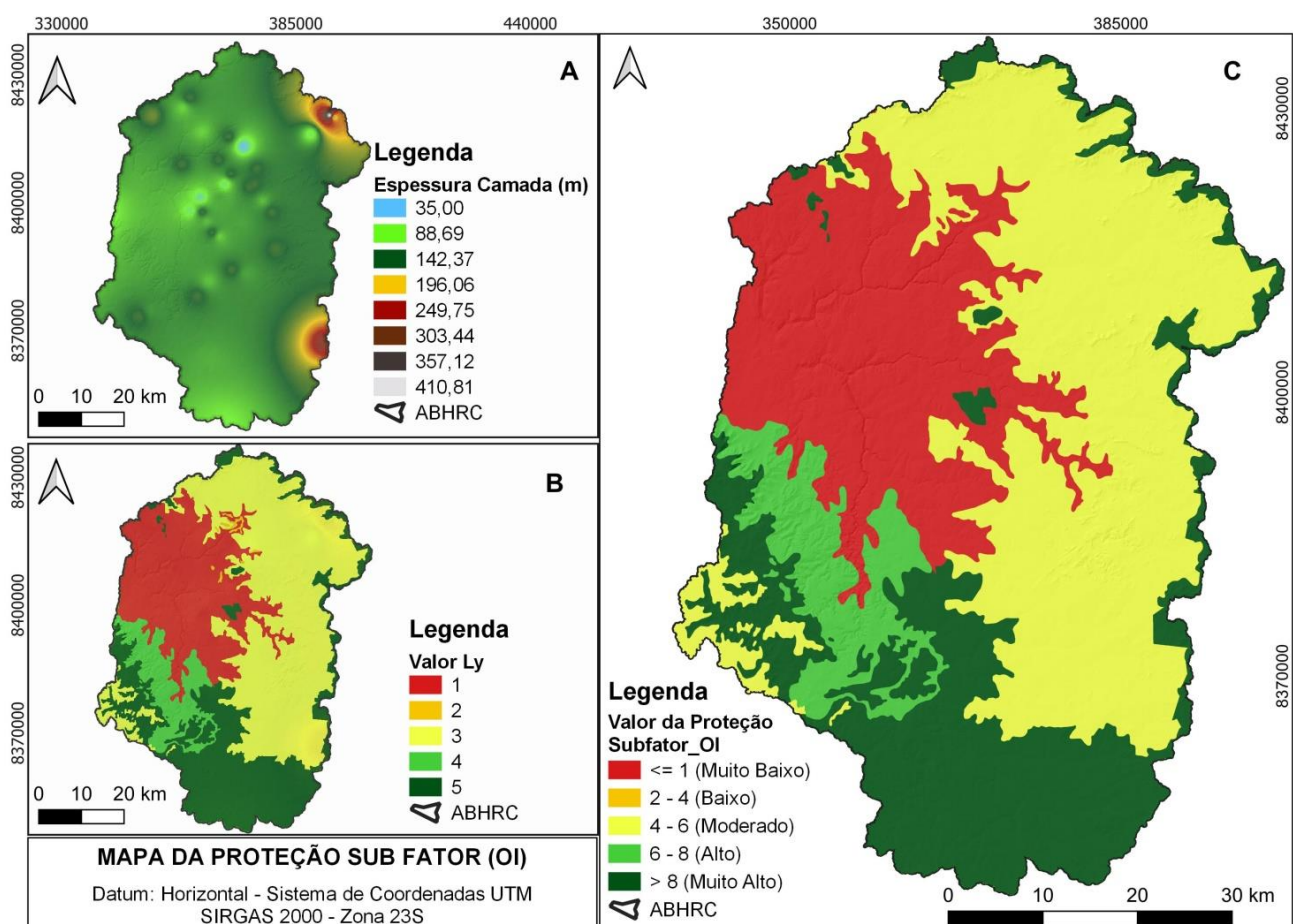 330000 385000 440000
8430000
8400000
8370000
A
Legenda
Espessura Camada (m)
35,00
88,69
142,37
196,06
249,75
303,44
357,12
410,81
ABHRC
0 10 20 km
8430000
8400000
8370000
B
Legenda
Valor Ly
1
2
3
4
5
ABHRC
0 10 20 km
MAPA DA PROTEÇÃO SUB FATOR (OI)
Datum: Horizontal - Sistema de Coordenadas UTM
SIRGAS 2000 - Zona 23S
350000 385000
C
8430000
8400000
8370000
Legenda
Valor da Proteção
Subfator_OI
<= 1 (Muito Baixo)
2 - 4 (Baixo)
4 - 6 (Moderado)
6 - 8 (Alto)
> 8 (Muito Alto)
ABHRC
0 10 20 30 km